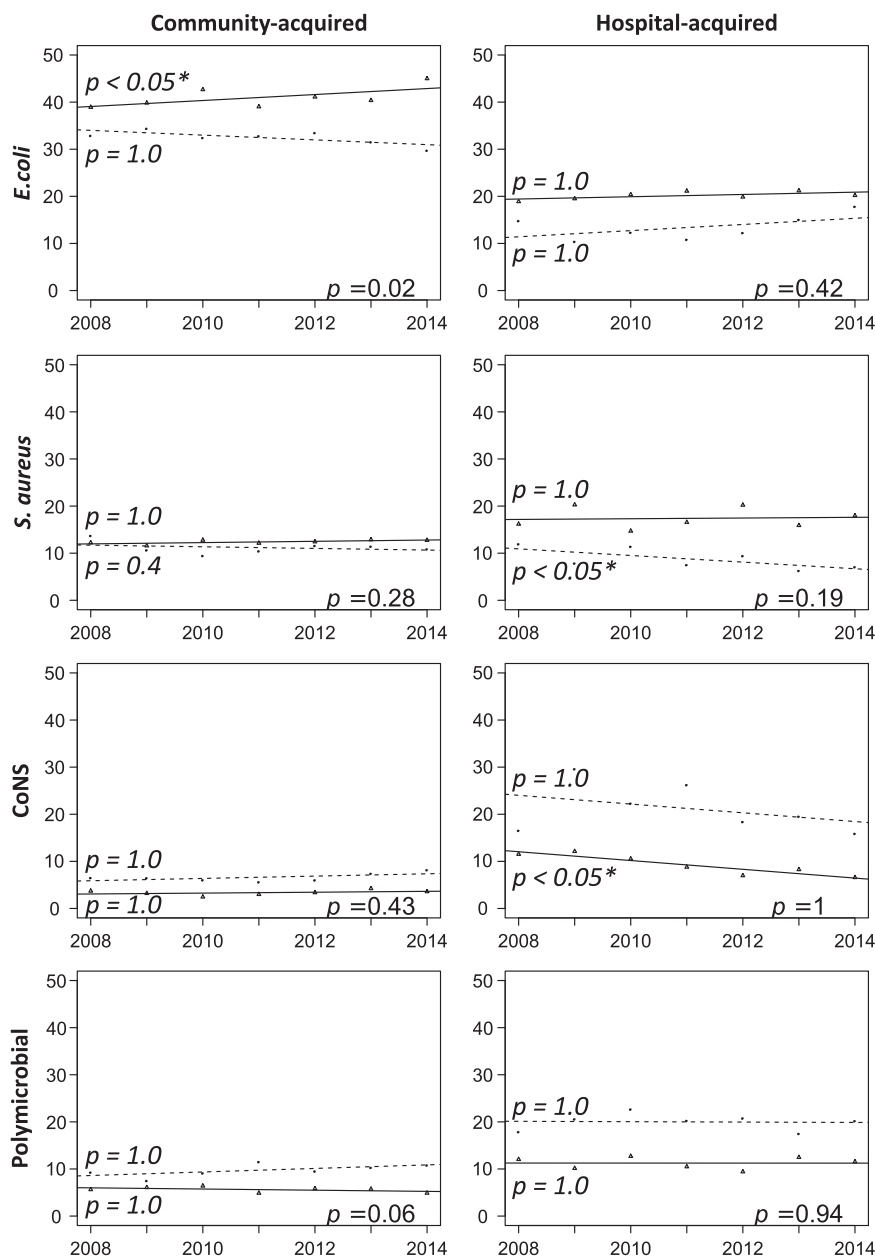 Community-acquired
Hospital-acquired
E.coli
50
40
30
20
10
0
p < 0.05*
p = 1.0
p =0.02
2008 2010 2012 2014
50
40
30
20
10
0
p = 1.0
p = 1.0
p =0.42
2008 2010 2012 2014
S. aureus
50
40
30
20
10
0
p = 1.0
p = 0.4
p =0.28
2008 2010 2012 2014
50
40
30
20
10
0
p = 1.0
p < 0.05*
p =0.19
2008 2010 2012 2014
CoNS
50
40
30
20
10
0
p = 1.0
p = 1.0
p =0.43
2008 2010 2012 2014
50
40
30
20
10
0
p = 1.0
p < 0.05*
p =1
2008 2010 2012 2014
Polymicrobial
50
40
30
20
10
0
p = 1.0
p = 1.0
p =0.06
2008 2010 2012 2014
50
40
30
20
10
0
p = 1.0
p = 1.0
p =0.94
2008 2010 2012 2014